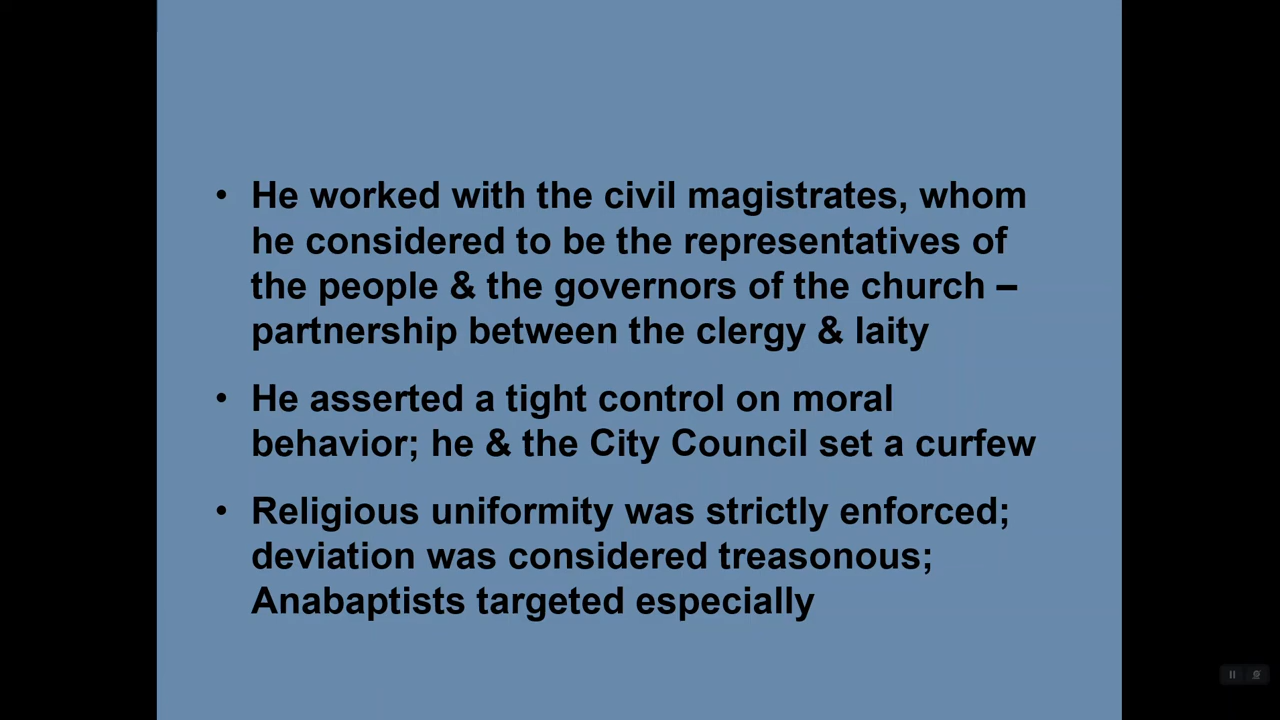 • He worked with the civil magistrates, whom
he considered to be the representatives of
the people & the governors of the church –
partnership between the clergy & laity
• He asserted a tight control on moral
behavior; he & the City Council set a curfew
• Religious uniformity was strictly enforced;
deviation was considered treasonous;
Anabaptists targeted especially